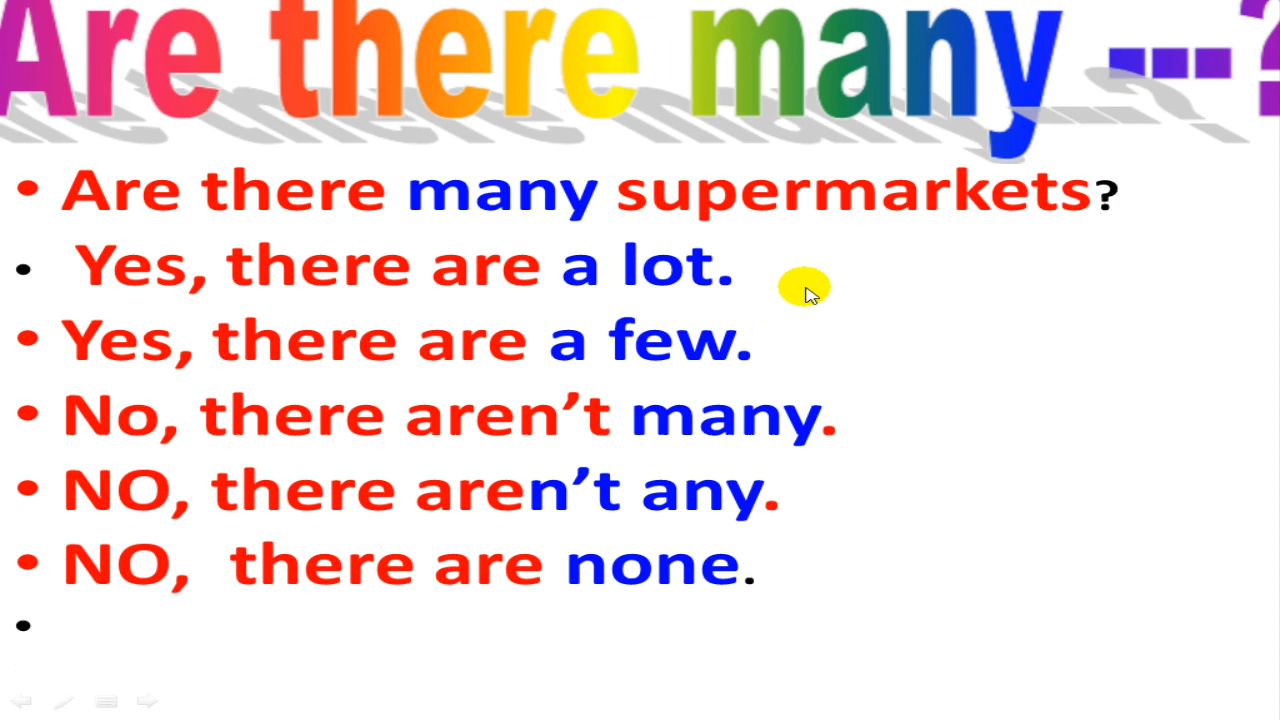 Are there many ---?
• Are there many supermarkets?
• Yes, there are a lot.
• Yes, there are a few.
• No, there aren’t many.
• NO, there aren’t any.
• NO,  there are none.
•